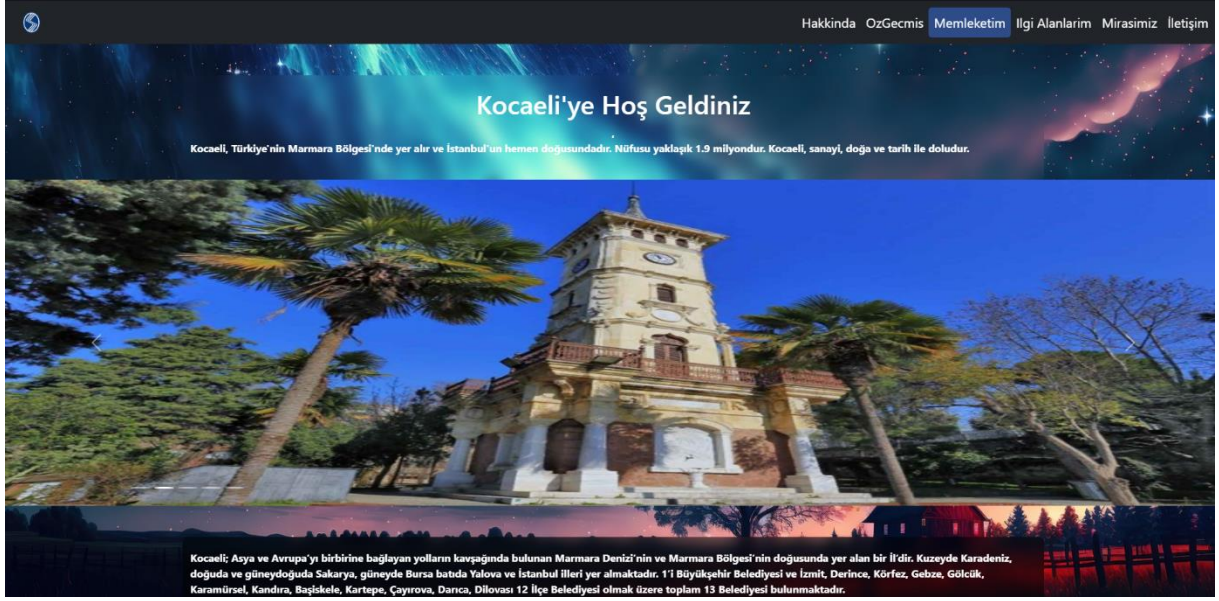 Hakkinda OzGecmis Memleketim Ilgi Alanlarim Mirasimiz İletişim
Kocaeli'ye Hoş Geldiniz
Kocaeli, Türkiye'nin Marmara Bölgesi'nde yer alır ve İstanbul'un hemen doğusundadır. Nüfusu yaklaşık 1.9 milyondur. Kocaeli, sanayi, doğa ve tarih ile doludur.
Kocaeli; Asya ve Avrupa'yı birbirine bağlayan yolların kavşağında bulunan Marmara Denizi'nin ve Marmara Bölgesi'nin doğusunda yer alan bir İl'dir. Kuzeyde Karadeniz,
doğuda ve güneydoğuda Sakarya, güneyde Bursa batıda Yalova ve İstanbul illeri yer almaktadır. 1'i Büyükşehir Belediyesi ve İzmit, Derince, Körfez, Gebze, Gölcük,
Karamürsel, Kandıra, Başiskele, Kartepe, Çayırova, Darıca, Dilovası 12 İlçe Belediyesi olmak üzere toplam 13 Belediyesi bulunmaktadır.